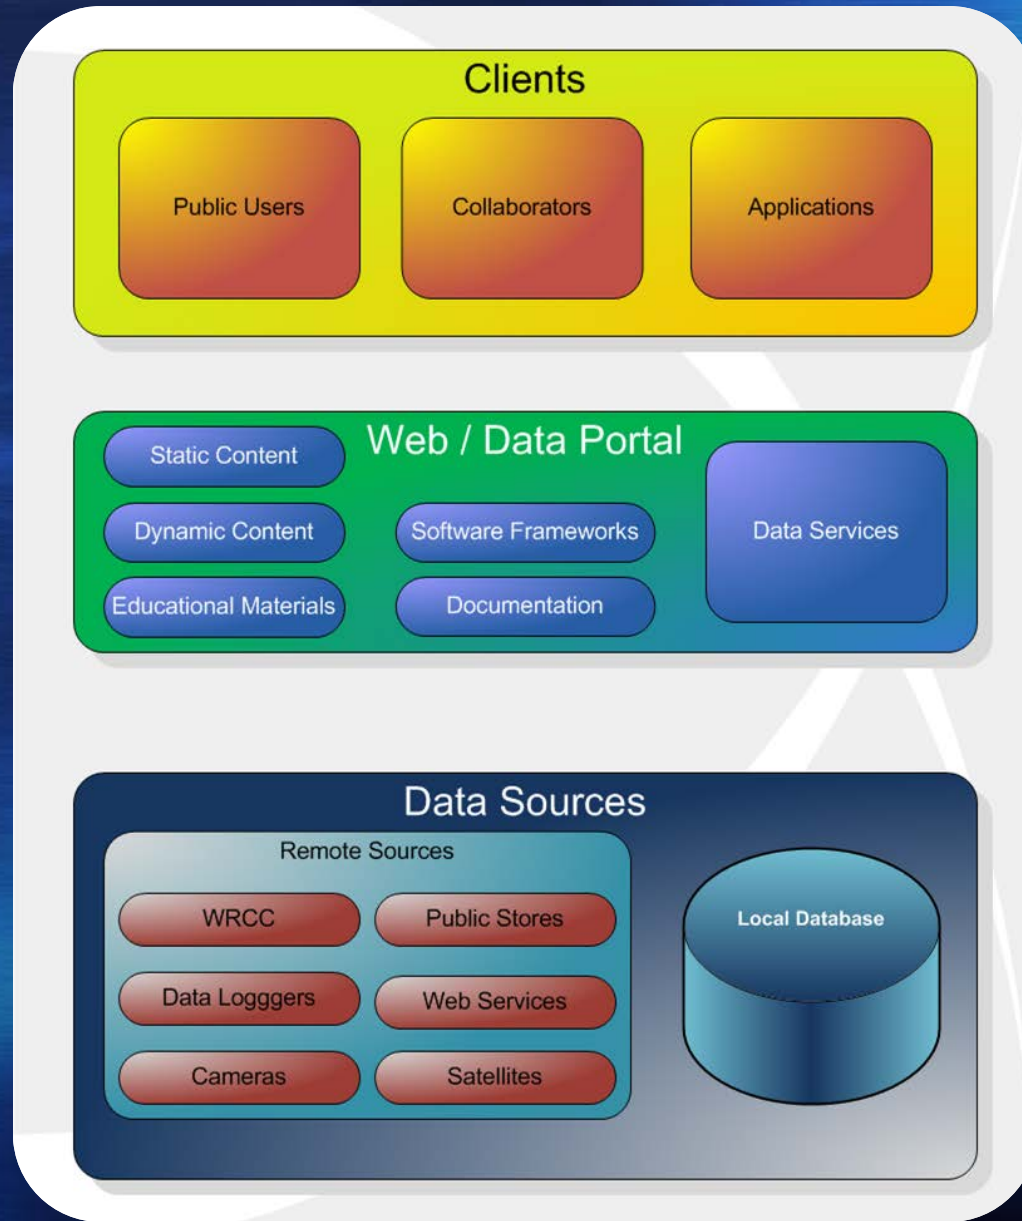 Clients
Public Users
Collaborators
Applications
Web / Data Portal
Static Content
Dynamic Content
Educational Materials
Software Frameworks
Documentation
Data Services
Data Sources
Remote Sources
WRCC
Public Stores
Data Logggers
Web Services
Cameras
Satellites
Local Database